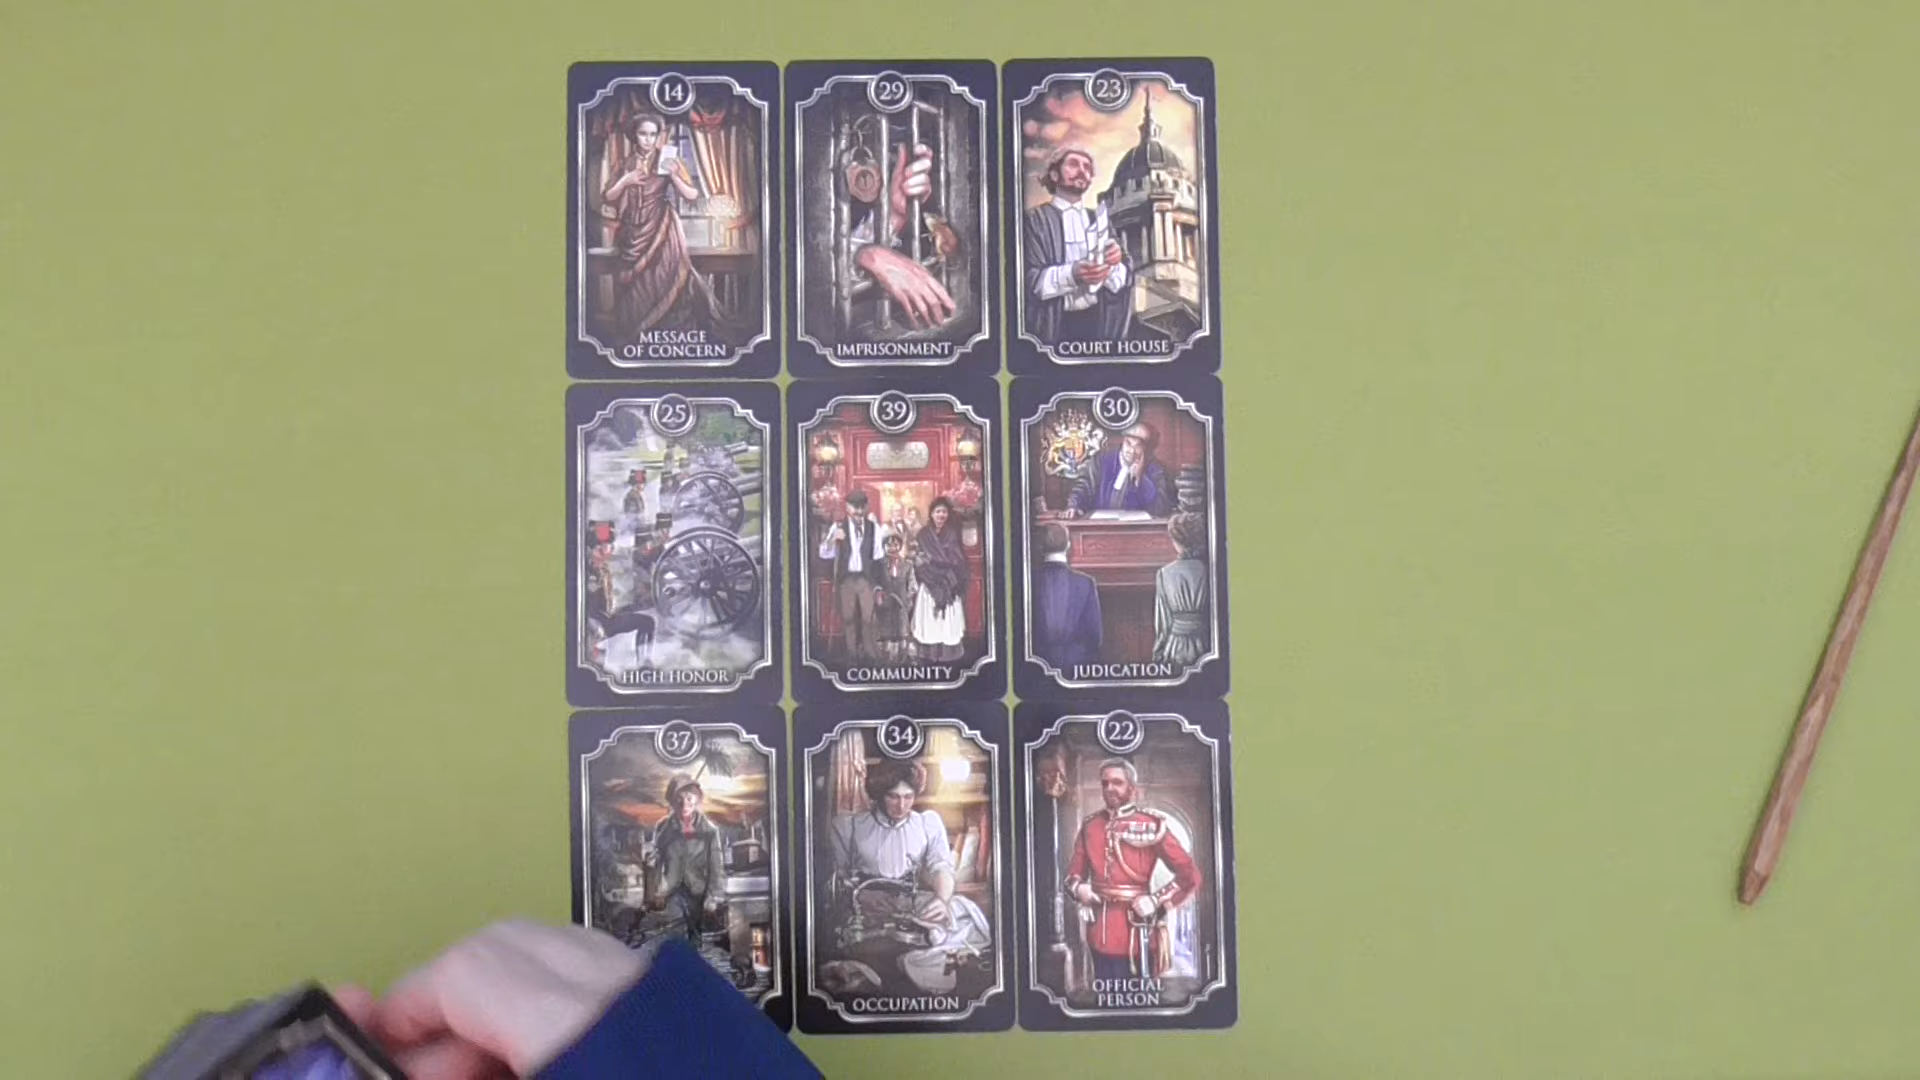 14
MESSAGE
OF CONCERN
29
IMPRISONMENT
23
COURT HOUSE
25
HIGH HONOR
39
COMMUNITY
30
JUDICATION
37
34
OCCUPATION
22
OFFICIAL
PERSON